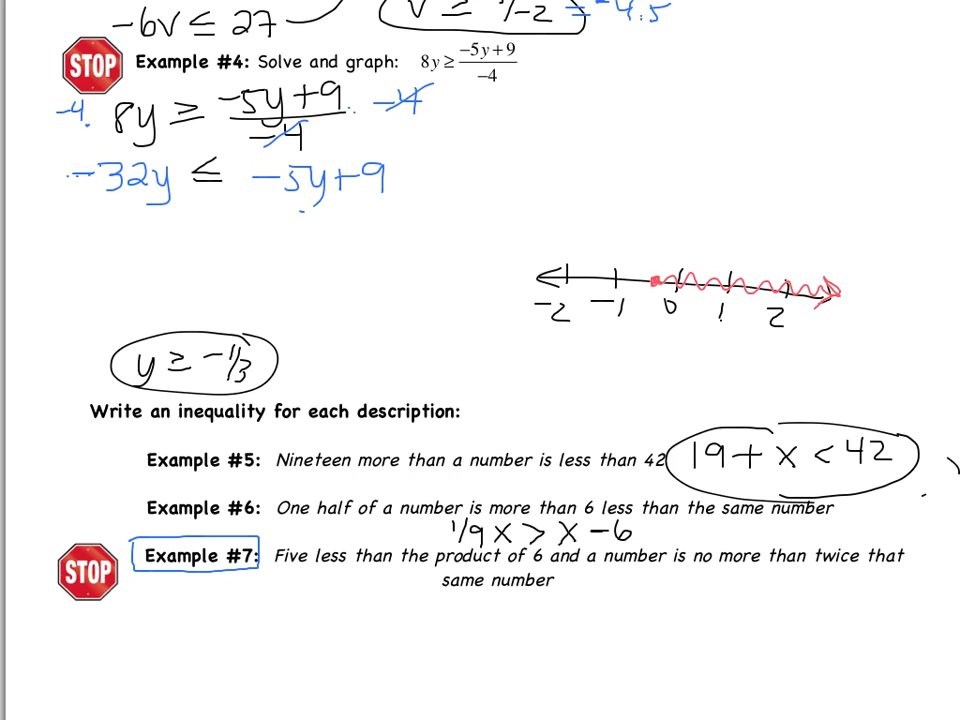 -6v ≤ 27
= -4.5
STOP Example #4: Solve and graph: 8y ≥ (-5y + 9)/-4
-4 · 8y ≥ (-5y+9)/-4 · -4
-32y ≤ -5y+9
-2 -1 0 1 2
y ≥ -1/3
Write an inequality for each description:
Example #5: Nineteen more than a number is less than 42 19+x<42
Example #6: One half of a number is more than 6 less than the same number
x > x - 6
STOP Example #7: Five less than the product of 6 and a number is no more than twice that
same number